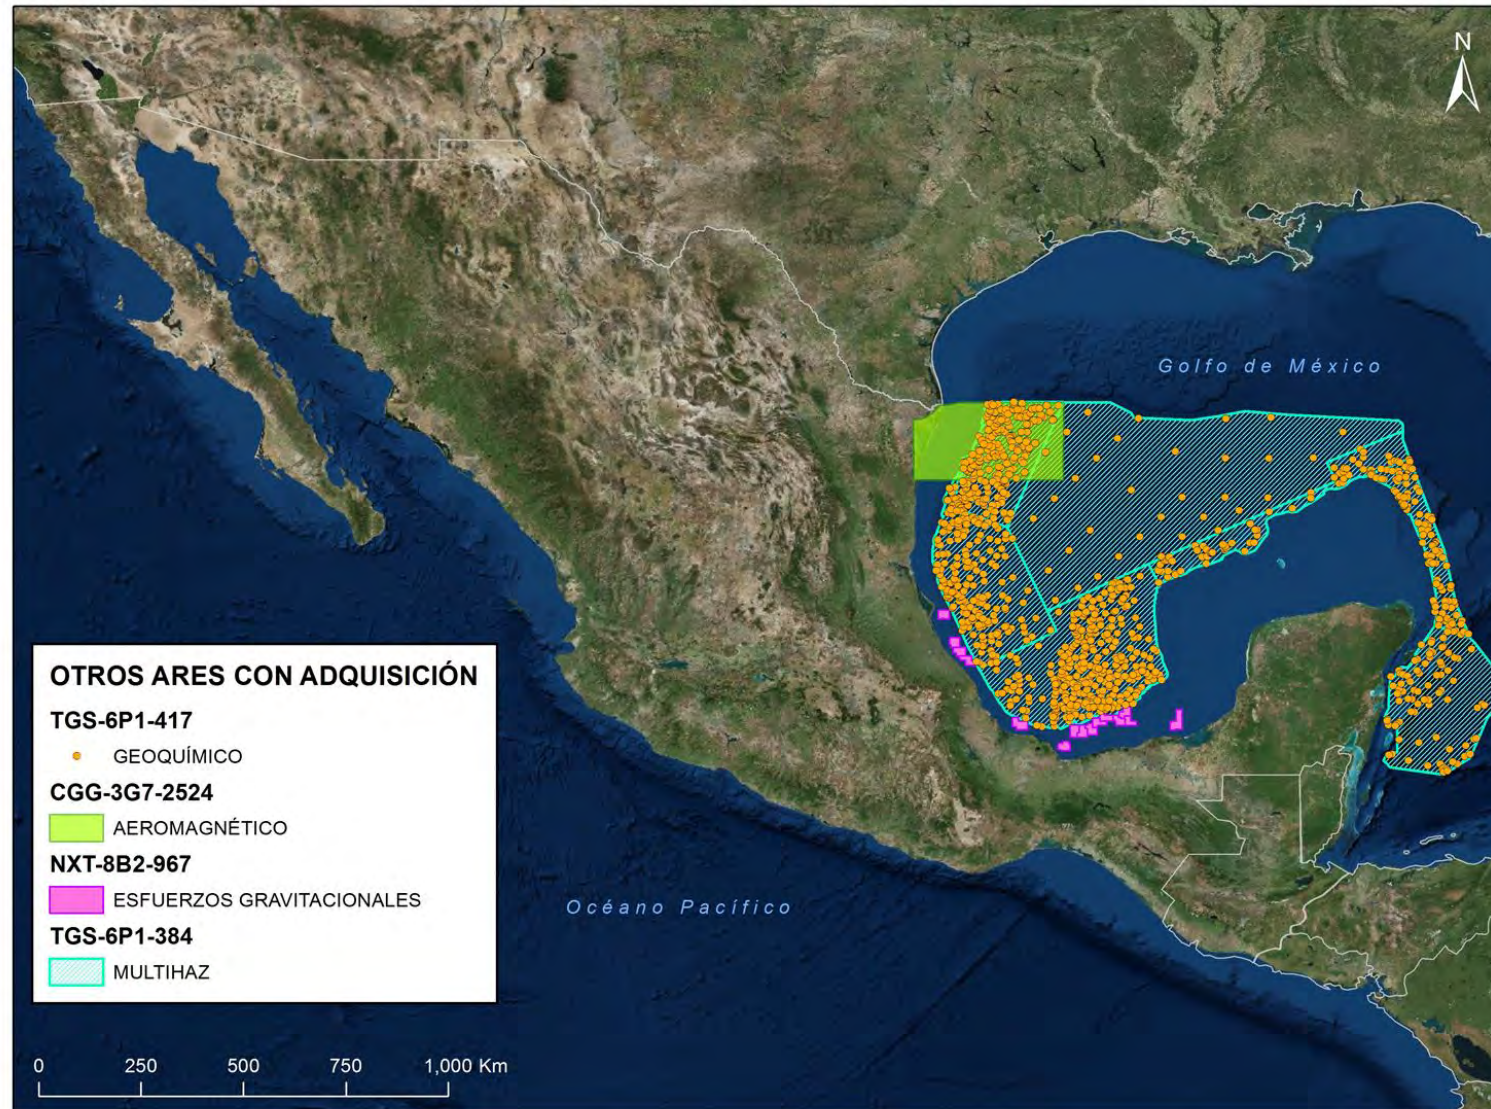 N
Golfo de México
OTROS ARES CON ADQUISICIÓN
TGS-6P1-417
GEOQUÍMICO
CGG-3G7-2524
AEROMAGNÉTICO
NXT-8B2-967
ESFUERZOS GRAVITACIONALES
TGS-6P1-384
MULTIHAZ
Océano Pacífico
0 250 500 750 1,000 Km